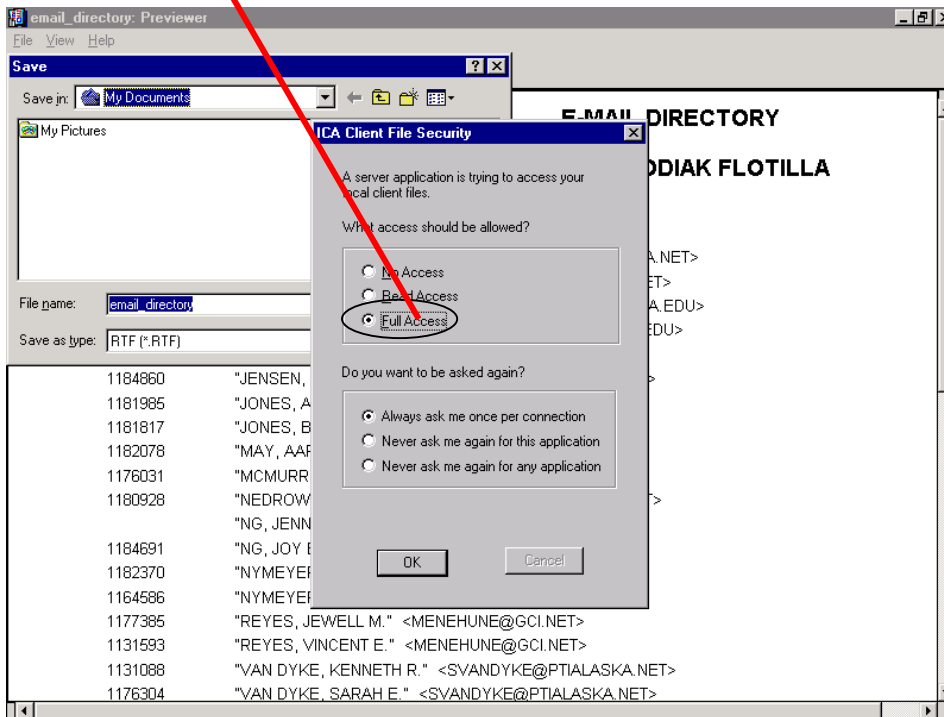 email_directory: Previewer
File View Help
Save
Save in: My Documents
My Pictures
File name: email_directory
Save as type: RTF (*.RTF)
E-MAIL DIRECTORY
ODIAK FLOTILLA
A.NET>
ET>
A.EDU>
EDU>
ICA Client File Security
A server application is trying to access your
local client files.
What access should be allowed?
No Access
Read Access
Full Access
Do you want to be asked again?
Always ask me once per connection
Never ask me again for this application
Never ask me again for any application
OK Cancel
1184860 "JENSEN, >
1181985 "JONES, A
1181817 "JONES, B
1182078 "MAY, AAR
1176031 "MCMURR
1180928 "NEDROW T>
"NG, JENN
1184691 "NG, JOY E
1182370 "NYMEYER
1164586 "NYMEYER
1177385 "REYES, JEWELL M." <MENEHUNE@GCI.NET>
1131593 "REYES, VINCENT E." <MENEHUNE@GCI.NET>
1131088 "VAN DYKE, KENNETH R." <SVANDYKE@PTIALASKA.NET>
1176304 "VAN DYKE, SARAH E." <SVANDYKE@PTIALASKA.NET>